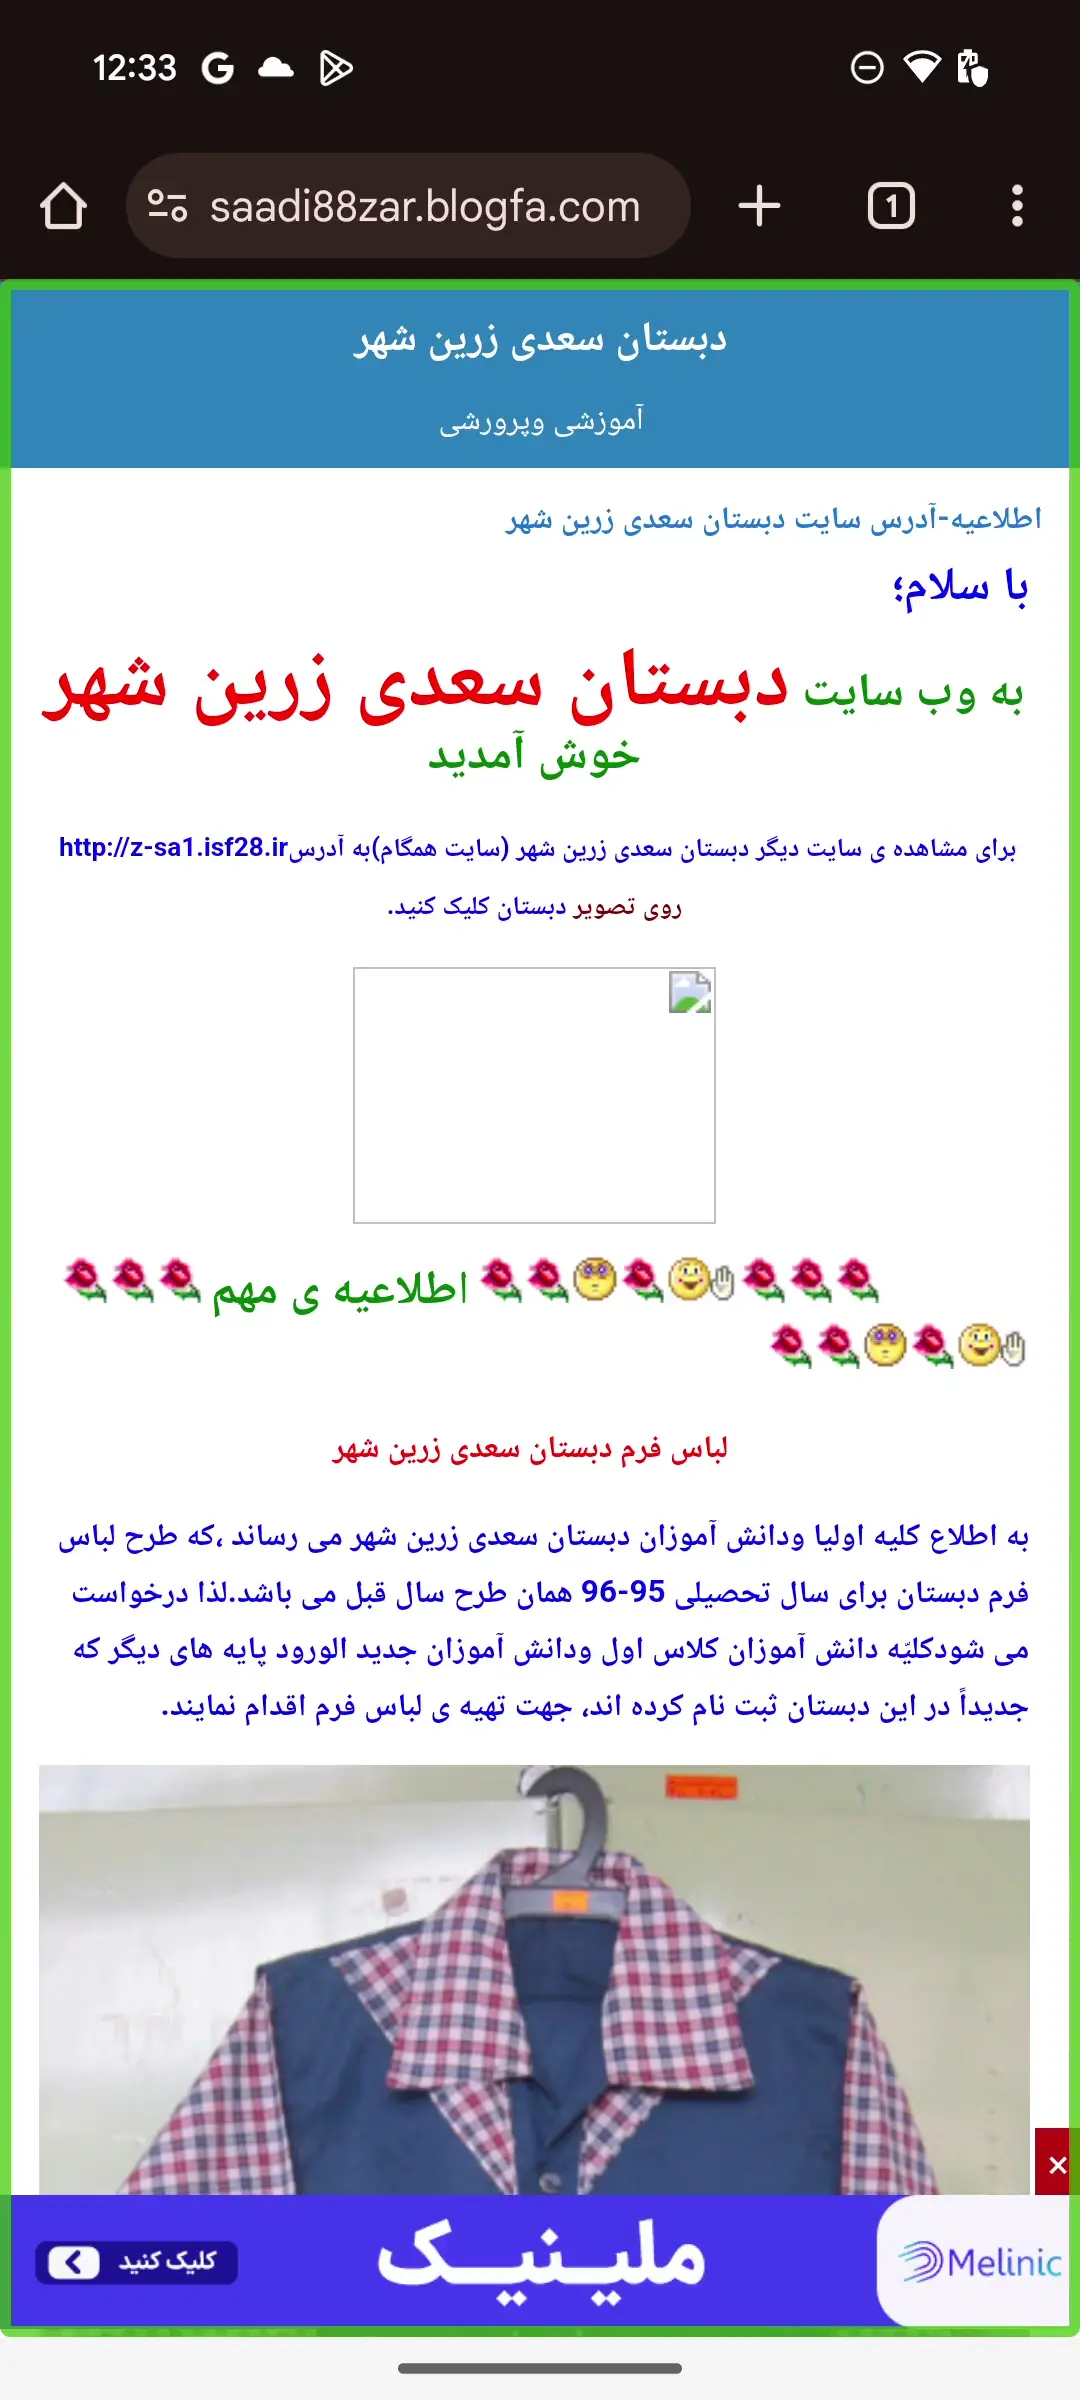 12:33
saadi88zar.blogfa.com
1
دبستان سعدی زرین شهر
آموزشی وپرورشی
اطلاعیه-آدرس سایت دبستان سعدی زرین شهر
با سلام؛
به وب سایت دبستان سعدی زرین شهر
خوش آمدید
برای مشاهده ی سایت دیگر دبستان سعدی زرین شهر (سایت همگام)به آدرسhttp://z-sa1.isf28.ir
روی تصویر دبستان کلیک کنید.
اطلاعیه ی مهم
لباس فرم دبستان سعدی زرین شهر
به اطلاع کلیه اولیا ودانش آموزان دبستان سعدی زرین شهر می رساند ،که طرح لباس
فرم دبستان برای سال تحصیلی 95-96 همان طرح سال قبل می باشد.لذا درخواست
می شودکلیّه دانش آموزان کلاس اول ودانش آموزان جدید الورود پایه های دیگر که
جدیداً در این دبستان ثبت نام کرده اند، جهت تهیه ی لباس فرم اقدام نمایند.
Melinic
ملینیک
کلیک کنید